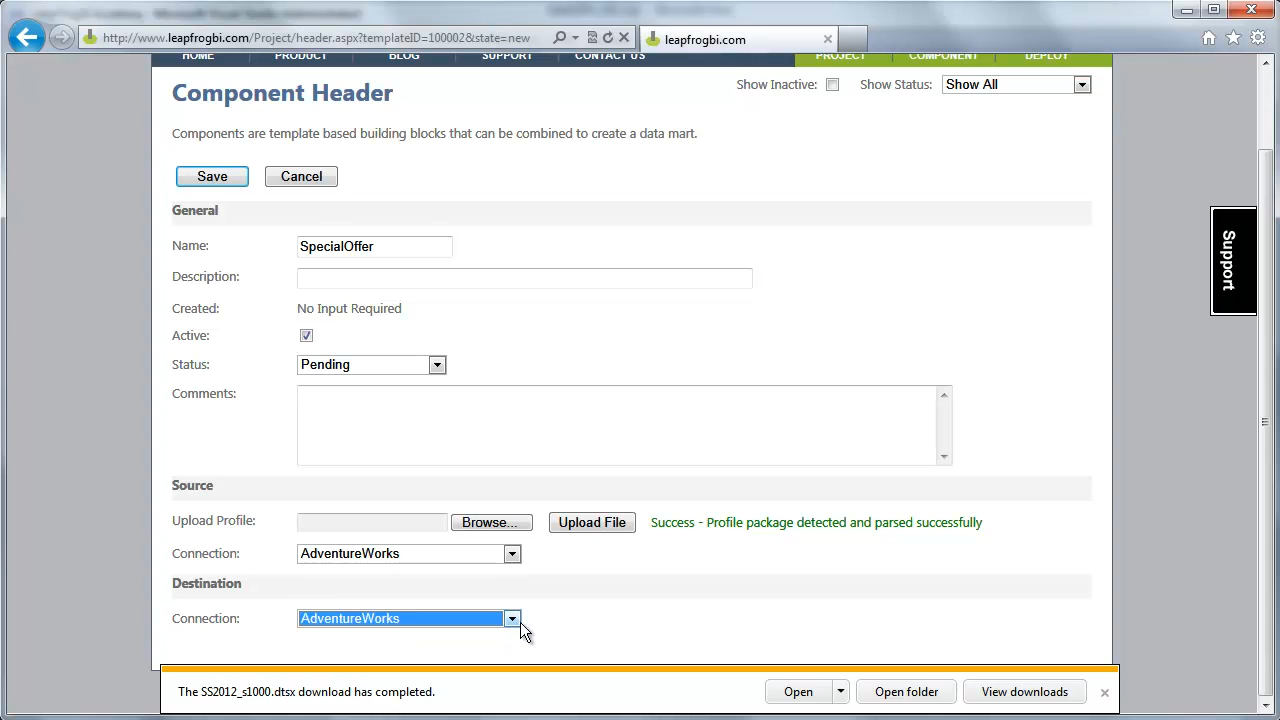 http://www.leapfrogbi.com/Project/header.aspx?templateID=100002&state=new
leapfrogbi.com
HOME PRODUCT BLOG SUPPORT CONTACT US PROJECT COMPONENT DEPLOY
Component Header
Show Inactive: Show Status: Show All
Components are template based building blocks that can be combined to create a data mart.
Save Cancel
General
Name: SpecialOffer
Description:
Created: No Input Required
Active:
Status: Pending
Comments:
Support
Source
Upload Profile: Browse... Upload File Success - Profile package detected and parsed successfully
Connection: AdventureWorks
Destination
Connection: AdventureWorks
The SS2012_s1000.dtsx download has completed. Open Open folder View downloads